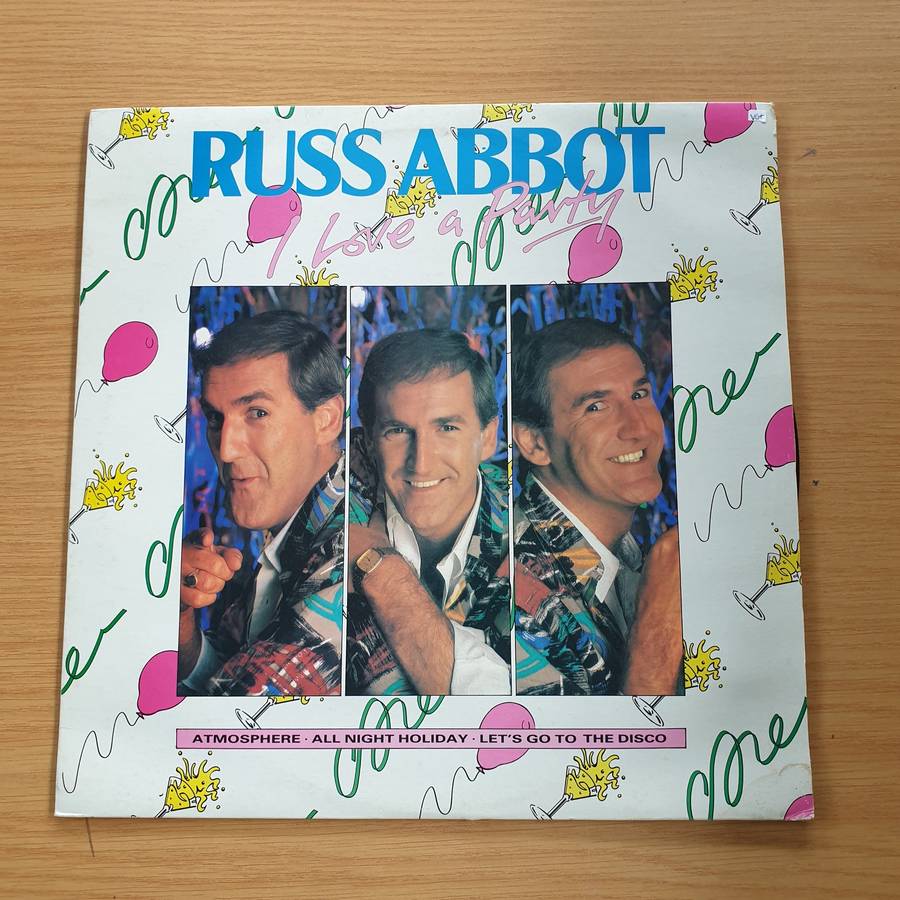 RUSS ABBOT
I Love a Party
ATMOSPHERE · ALL NIGHT HOLIDAY · LET'S GO TO THE DISCO